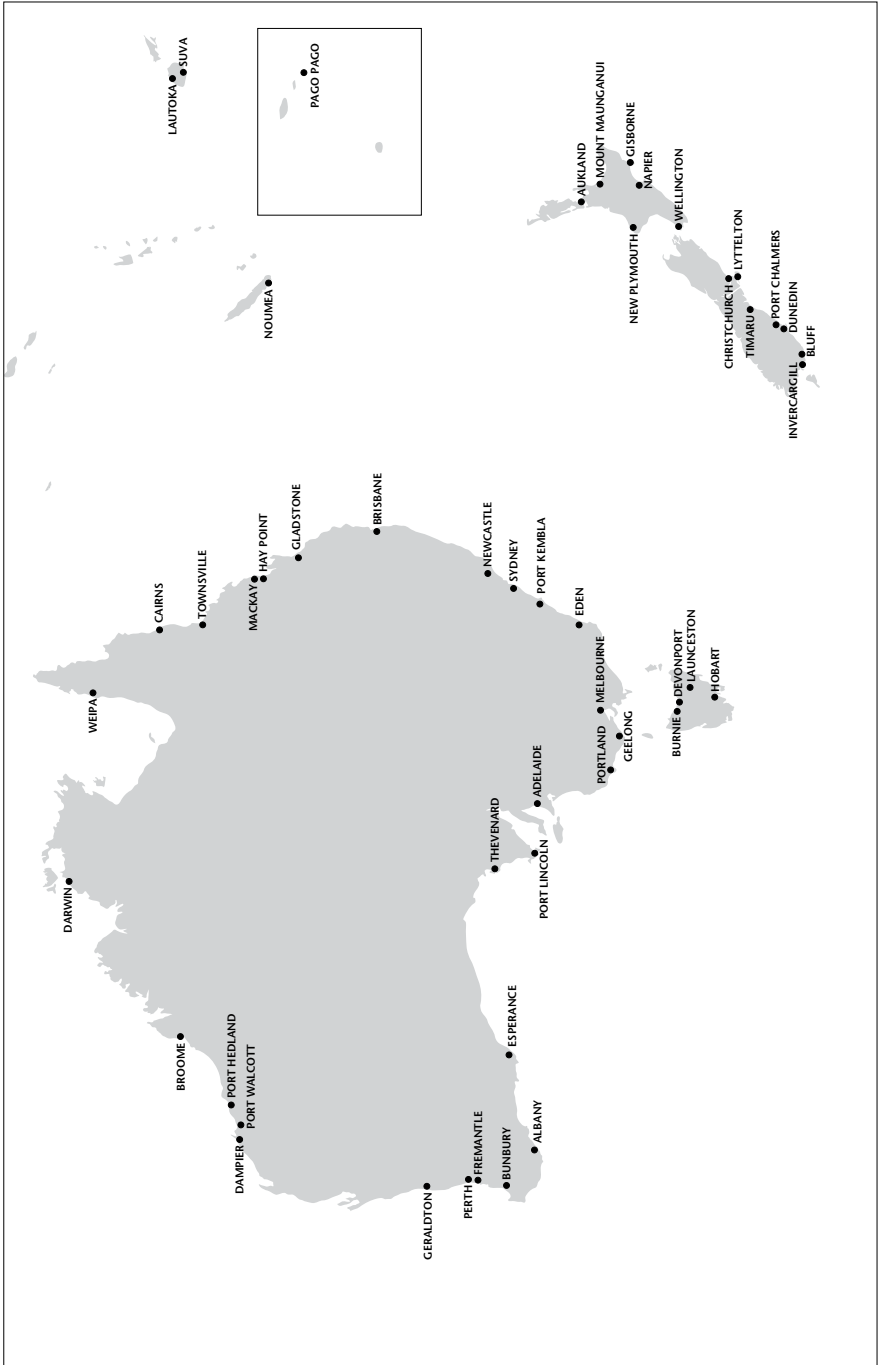 DARWIN
WEIPA
CAIRNS
TOWNSVILLE
MACKAY
HAY POINT
GLADSTONE
BRISBANE
NEWCASTLE
SYDNEY
PORT KEMBLA
EDEN
MELBOURNE
GEELONG
PORTLAND
ADELAIDE
THEVENARD
PORT LINCOLN
BURNIE
DEVONPORT
LAUNCESTON
HOBART
BROOME
PORT HEDLAND
PORT WALCOTT
DAMPIER
GERALDTON
PERTH
FREMANTLE
BUNBURY
ALBANY
ESPERANCE
LAUTOKA
SUVA
PAGO PAGO
NOUMEA
AUKLAND
MOUNT MAUNGANUI
GISBORNE
NAPIER
NEW PLYMOUTH
WELLINGTON
CHRISTCHURCH
LYTTELTON
TIMARU
PORT CHALMERS
DUNEDIN
BLUFF
INVERCARGILL